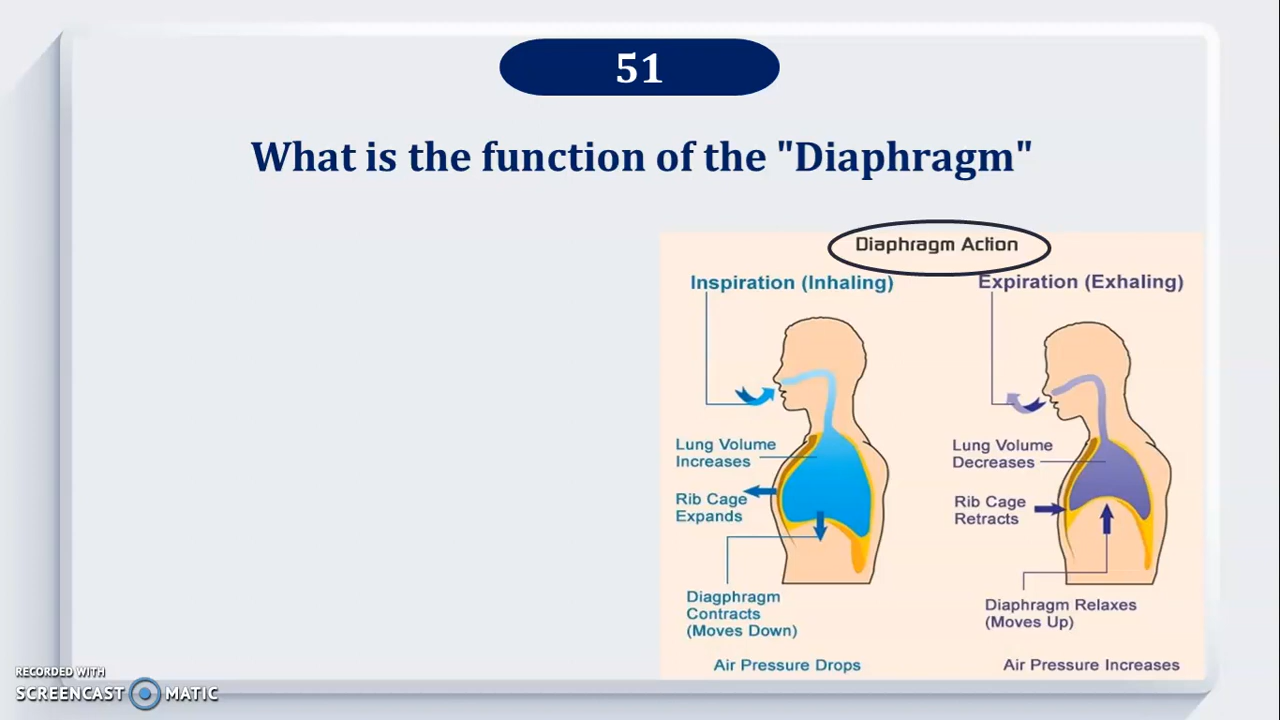 51
What is the function of the "Diaphragm"
Diaphragm Action
Inspiration (Inhaling)
Expiration (Exhaling)
Lung Volume
Increases
Rib Cage
Expands
Diagphragm
Contracts
(Moves Down)
Air Pressure Drops
Lung Volume
Decreases
Rib Cage
Retracts
Diaphragm Relaxes
(Moves Up)
Air Pressure Increases
RECORDED WITH
SCREENCAST MATIC